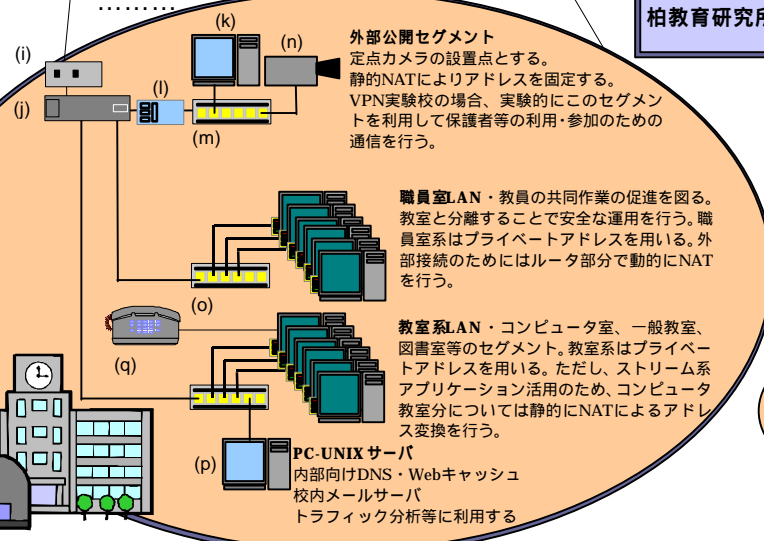 ………
柏教育研究所
(k)
(n)
(i)
(l)
(j)
(m)
外部公開セグメント
定点カメラの設置点とする。
静的NATによりアドレスを固定する。
VPN実験校の場合、実験的にこのセグメン
トを利用して保護者等の利用・参加のための
通信を行う。
職員室LAN・教員の共同作業の促進を図る。
教室と分離することで安全な運用を行う。職
員室系はプライベートアドレスを用いる。外
部接続のためにはルータ部分で動的にNAT
を行う。
(o)
(q)
教室系LAN・コンピュータ室、一般教室、
図書室等のセグメント。教室系はプライベー
トアドレスを用いる。ただし、ストリーム系
アプリケーション活用のため、コンピュータ
教室分については静的にNATによるアドレ
ス変換を行う。
(p)
PC-UNIXサーバ
内部向けDNS・Webキャッシュ
校内メールサーバ
トラフィック分析等に利用する